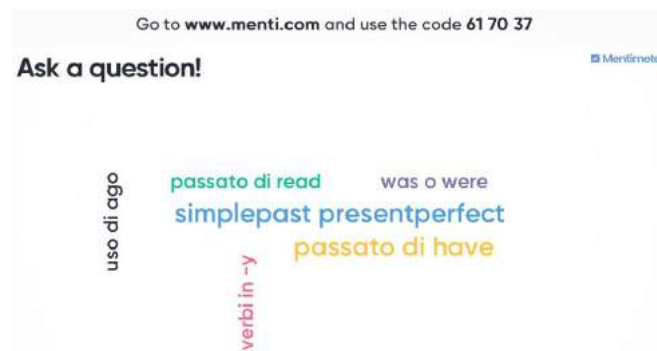 Go to www.menti.com and use the code 61 70 37
Ask a question!
Mentimete
uso di ago
passato di read
was o were
simplepast presentperfect
passato di have
verbi in -y